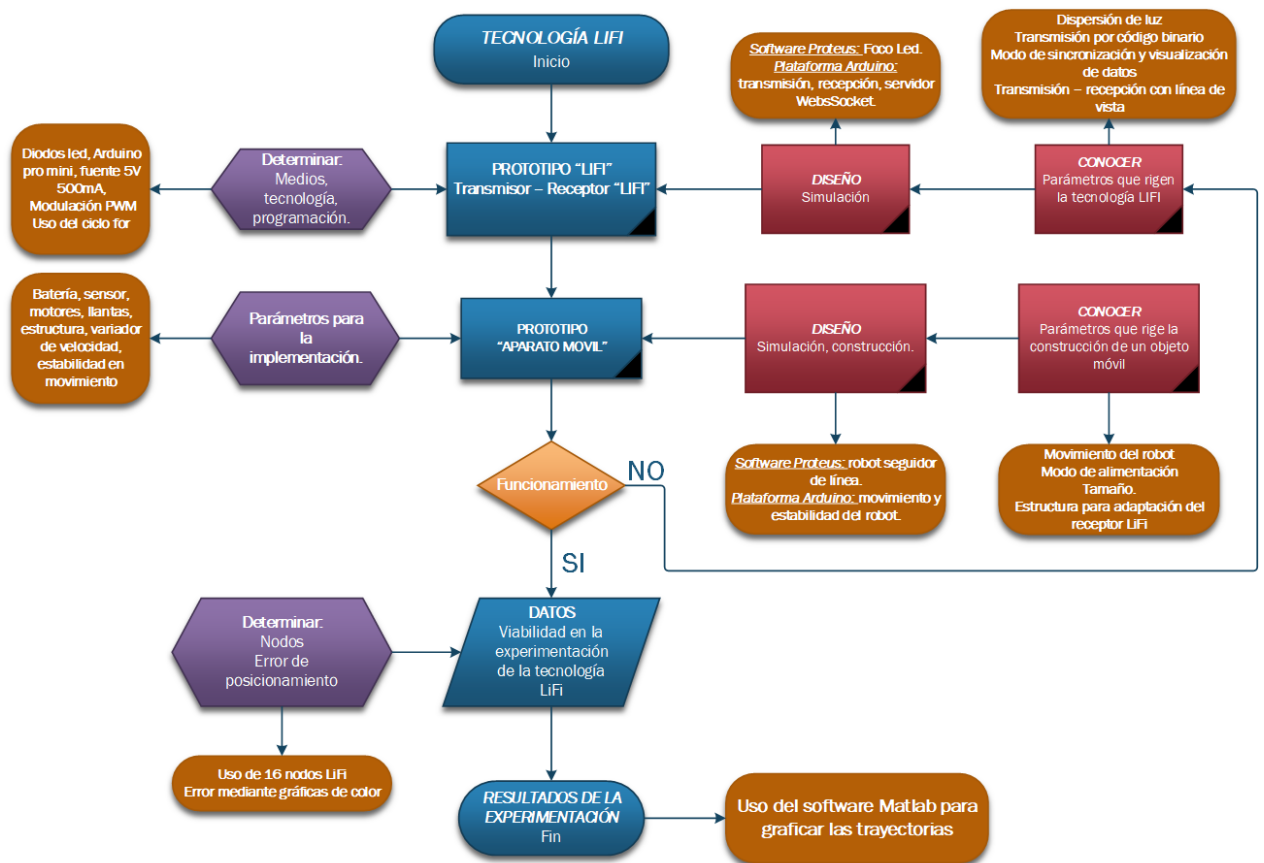 TECNOLOGÍA LIFI
Inicio
Software Proteus: Foco Led.
Plataforma Arduino:
transmisión, recepción, servidor
WebsSocket.
Dispersión de luz
Transmisión por código binario
Modo de sincronización y visualización
de datos
Transmisión – recepción con línea de
vista
Diodos led, Arduino
pro mini, fuente 5V
500mA,
Modulación PWM
Uso del ciclo for
Determinar:
Medios,
tecnología,
programación.
PROTOTIPO “LIFI”
Transmisor – Receptor “LIFI”
DISEÑO
Simulación
CONOCER
Parámetros que rigen
la tecnología LIFI
Batería, sensor,
motores, llantas,
estructura, variador
de velocidad,
estabilidad en
movimiento
Parámetros para
la
implementación.
PROTOTIPO
“APARATO MOVIL”
DISEÑO
Simulación, construcción.
CONOCER
Parámetros que rige la
construcción de un objeto
móvil
Funcionamiento
NO
SI
Software Proteus: robot seguidor
de línea.
Plataforma Arduino: movimiento y
estabilidad del robot.
Movimiento del robot
Modo de alimentación
Tamaño.
Estructura para adaptación del
receptor LiFi
Determinar:
Nodos
Error de
posicionamiento
DATOS
Viabilidad en la
experimentación
de la tecnología
LiFi
Uso de 16 nodos LiFi
Error mediante gráficas de color
RESULTADOS DE LA
EXPERIMENTACIÓN
Fin
Uso del software Matlab para
graficar las trayectorias